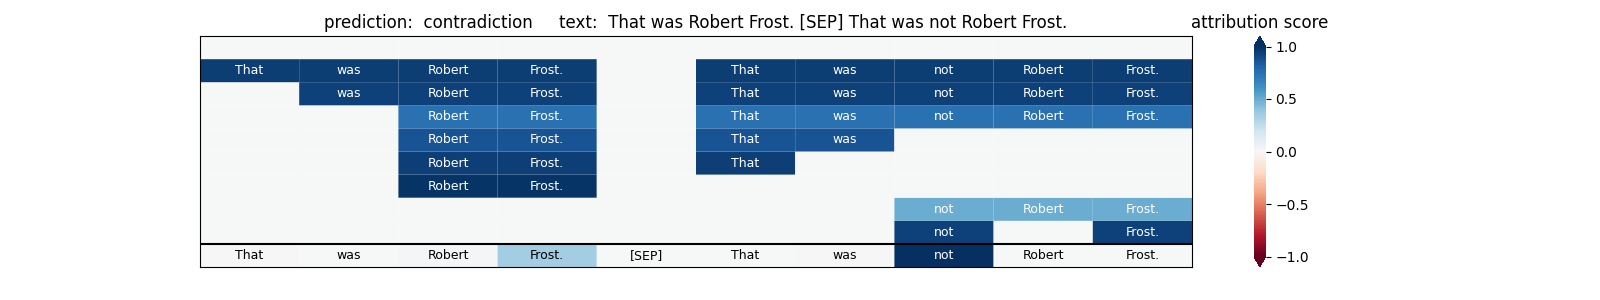 prediction: contradiction text: That was Robert Frost. [SEP] That was not Robert Frost. attribution score
That was Robert Frost. That was not Robert Frost. 1.0
was Robert Frost. That was not Robert Frost.
Robert Frost. That was not Robert Frost. 0.5
Robert Frost. That was
Robert Frost. That 0.0
Robert Frost.
not Robert Frost. −0.5
not Frost.
That was Robert Frost. [SEP] That was not Robert Frost. −1.0